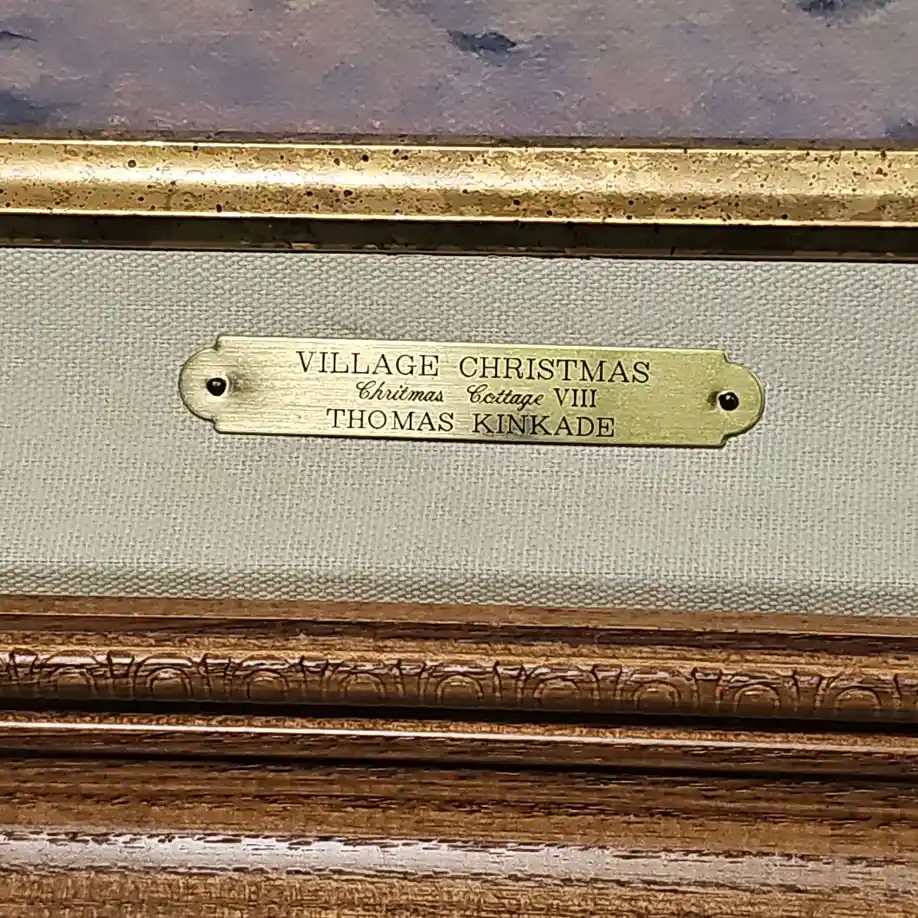 VILLAGE CHRISTMAS
Chritmas Cottage VIII
THOMAS KINKADE